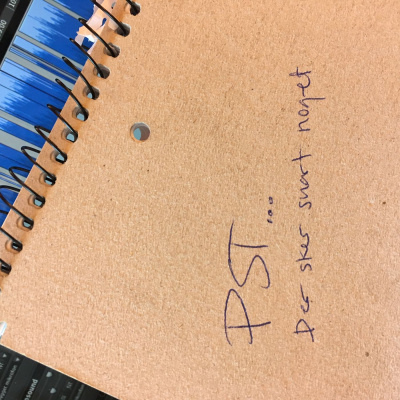 PST...
Der sker snart noget